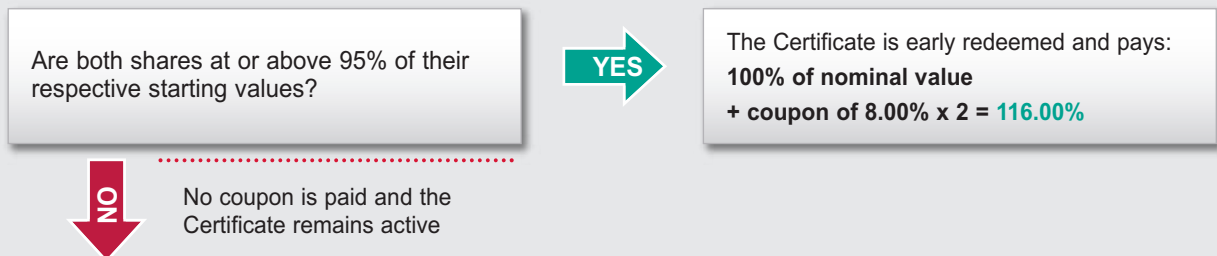 Are both shares at or above 95% of their
respective starting values?
YES
The Certificate is early redeemed and pays:
100% of nominal value
+ coupon of 8.00% x 2 = 116.00%
NO
No coupon is paid and the
Certificate remains active